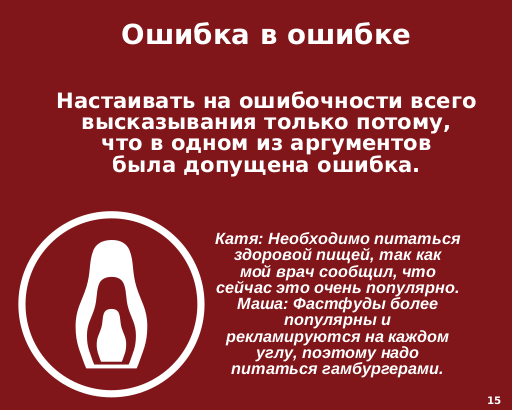 Ошибка в ошибке
Настаивать на ошибочности всего
высказывания только потому,
что в одном из аргументов
была допущена ошибка.
Катя: Необходимо питаться
здоровой пищей, так как
мой врач сообщил, что
сейчас это очень популярно.
Маша: Фастфуды более
популярны и
рекламируются на каждом
углу, поэтому надо
питаться гамбургерами.
15